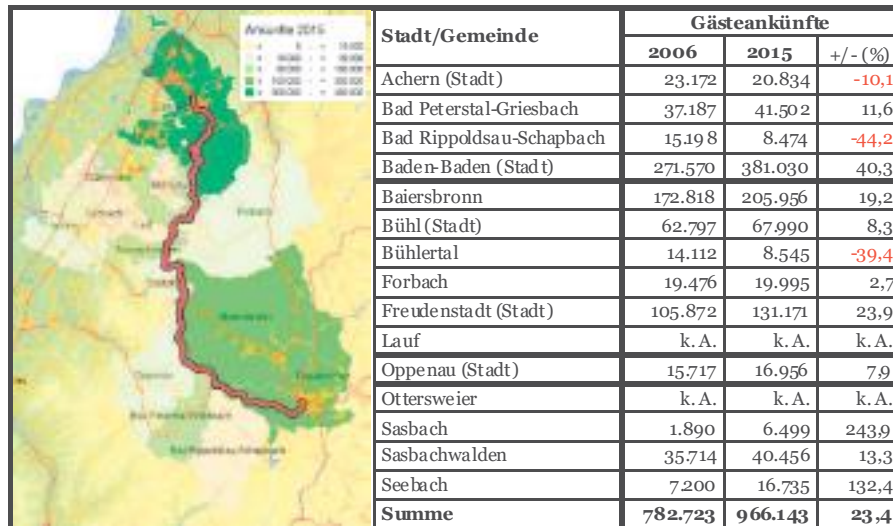 Ankünfte 2015
Stadt/Gemeinde Gästeankünfte
2006 2015 +/- (%)
Achern (Stadt) 23.172 20.834 -10,1
Bad Peterstal-Griesbach 37.187 41.502 11,6
Bad Rippoldsau-Schapbach 15.198 8.474 -44,2
Baden-Baden (Stadt) 271.570 381.030 40,3
Baiersbronn 172.818 205.956 19,2
Bühl (Stadt) 62.797 67.990 8,3
Bühlertal 14.112 8.545 -39,4
Forbach 19.476 19.995 2,7
Freudenstadt (Stadt) 105.872 131.171 23,9
Lauf k. A. k. A. k. A.
Oppenau (Stadt) 15.717 16.956 7,9
Ottersweier k. A. k. A. k. A.
Sasbach 1.890 6.499 243,9
Sasbachwalden 35.714 40.456 13,3
Seebach 7.200 16.735 132,4
Summe 782.723 966.143 23,4